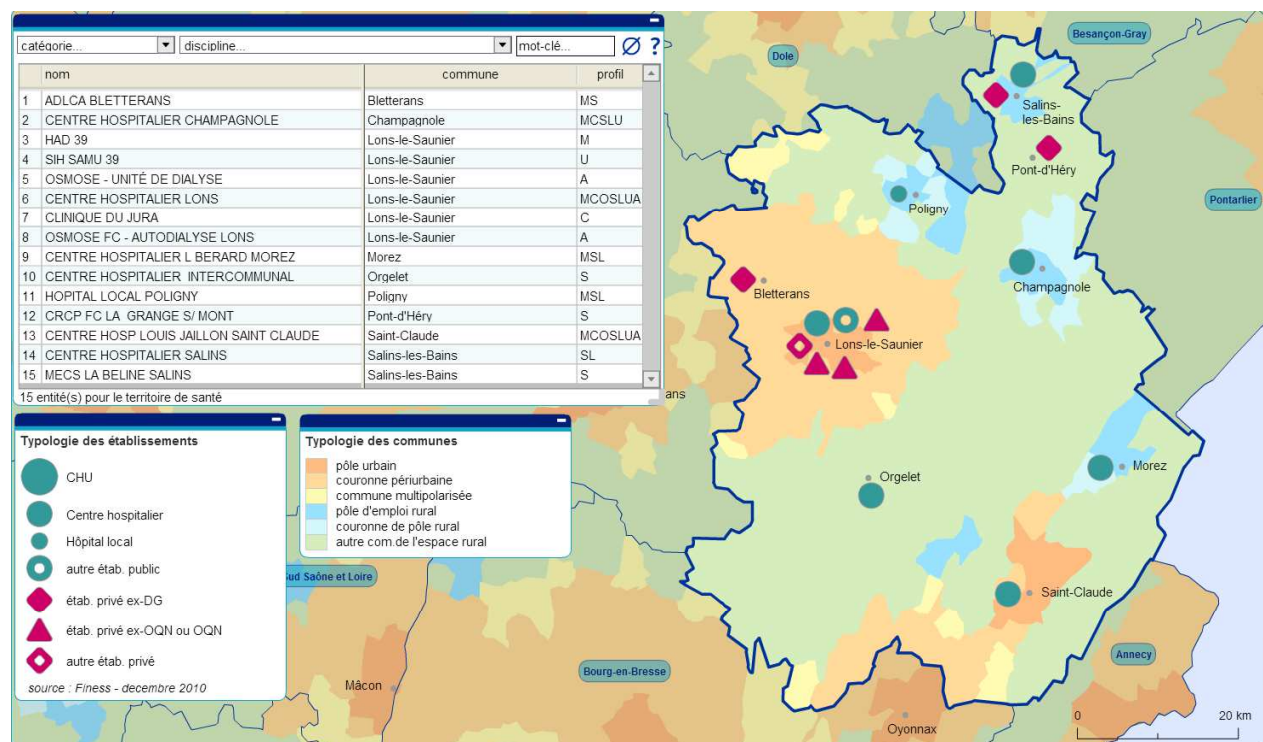 catégorie... discipline... mot-clé... ?
nom commune profil
1 ADLCA BLETTERANS Bletterans MS
2 CENTRE HOSPITALIER CHAMPAGNOLE Champagnole MCSLU
3 HAD 39 Lons-le-Saunier M
4 SIH SAMU 39 Lons-le-Saunier U
5 OSMOSE - UNITÉ DE DIALYSE Lons-le-Saunier A
6 CENTRE HOSPITALIER LONS Lons-le-Saunier MCOSLUA
7 CLINIQUE DU JURA Lons-le-Saunier C
8 OSMOSE FC - AUTODIALYSE LONS Lons-le-Saunier A
9 CENTRE HOSPITALIER L BERARD MOREZ Morez MSL
10 CENTRE HOSPITALIER INTERCOMMUNAL Orgelet S
11 HOPITAL LOCAL POLIGNY Poligny MSL
12 CRCP FC LA GRANGE S/ MONT Pont-d'Héry S
13 CENTRE HOSP LOUIS JAILLON SAINT CLAUDE Saint-Claude MCOSLUA
14 CENTRE HOSPITALIER SALINS Salins-les-Bains SL
15 MECS LA BELINE SALINS Salins-les-Bains S
15 entité(s) pour le territoire de santé
Typologie des établissements
CHU
Centre hospitalier
Hôpital local
autre étab. public
étab. privé ex-DG
étab. privé ex-OQN ou OQN
autre étab. privé
source : Finess - decembre 2010
Typologie des communes
pôle urbain
couronne périurbaine
commune multipolarisée
pôle d'emploi rural
couronne de pôle rural
autre com.de l'espace rural
Besançon-Gray
Dole
Salins-
les-Bains
Pont-d'Héry
Pontarlier
Poligny
Champagnole
Bletterans
Lons-le-Saunier
ans
Morez
Orgelet
Sud Saône et Loire
Saint-Claude
Annecy
Bourg-en-Bresse
Mâcon
Oyonnax
0 20 km